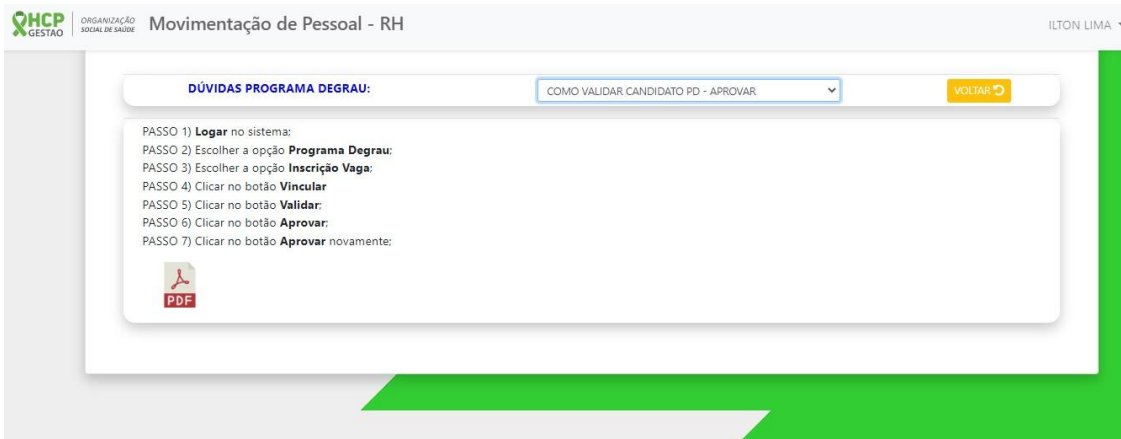 HCP
GESTAO
ORGANIZAÇÃO
SOCIAL DE SAÚDE
Movimentação de Pessoal - RH
ILTON LIMA
DÚVIDAS PROGRAMA DEGRAU:
COMO VALIDAR CANDIDATO PD - APROVAR
VOLTAR
PASSO 1) Logar no sistema;
PASSO 2) Escolher a opção Programa Degrau;
PASSO 3) Escolher a opção Inscrição Vaga;
PASSO 4) Clicar no botão Vincular
PASSO 5) Clicar no botão Validar;
PASSO 6) Clicar no botão Aprovar;
PASSO 7) Clicar no botão Aprovar novamente;
PDF